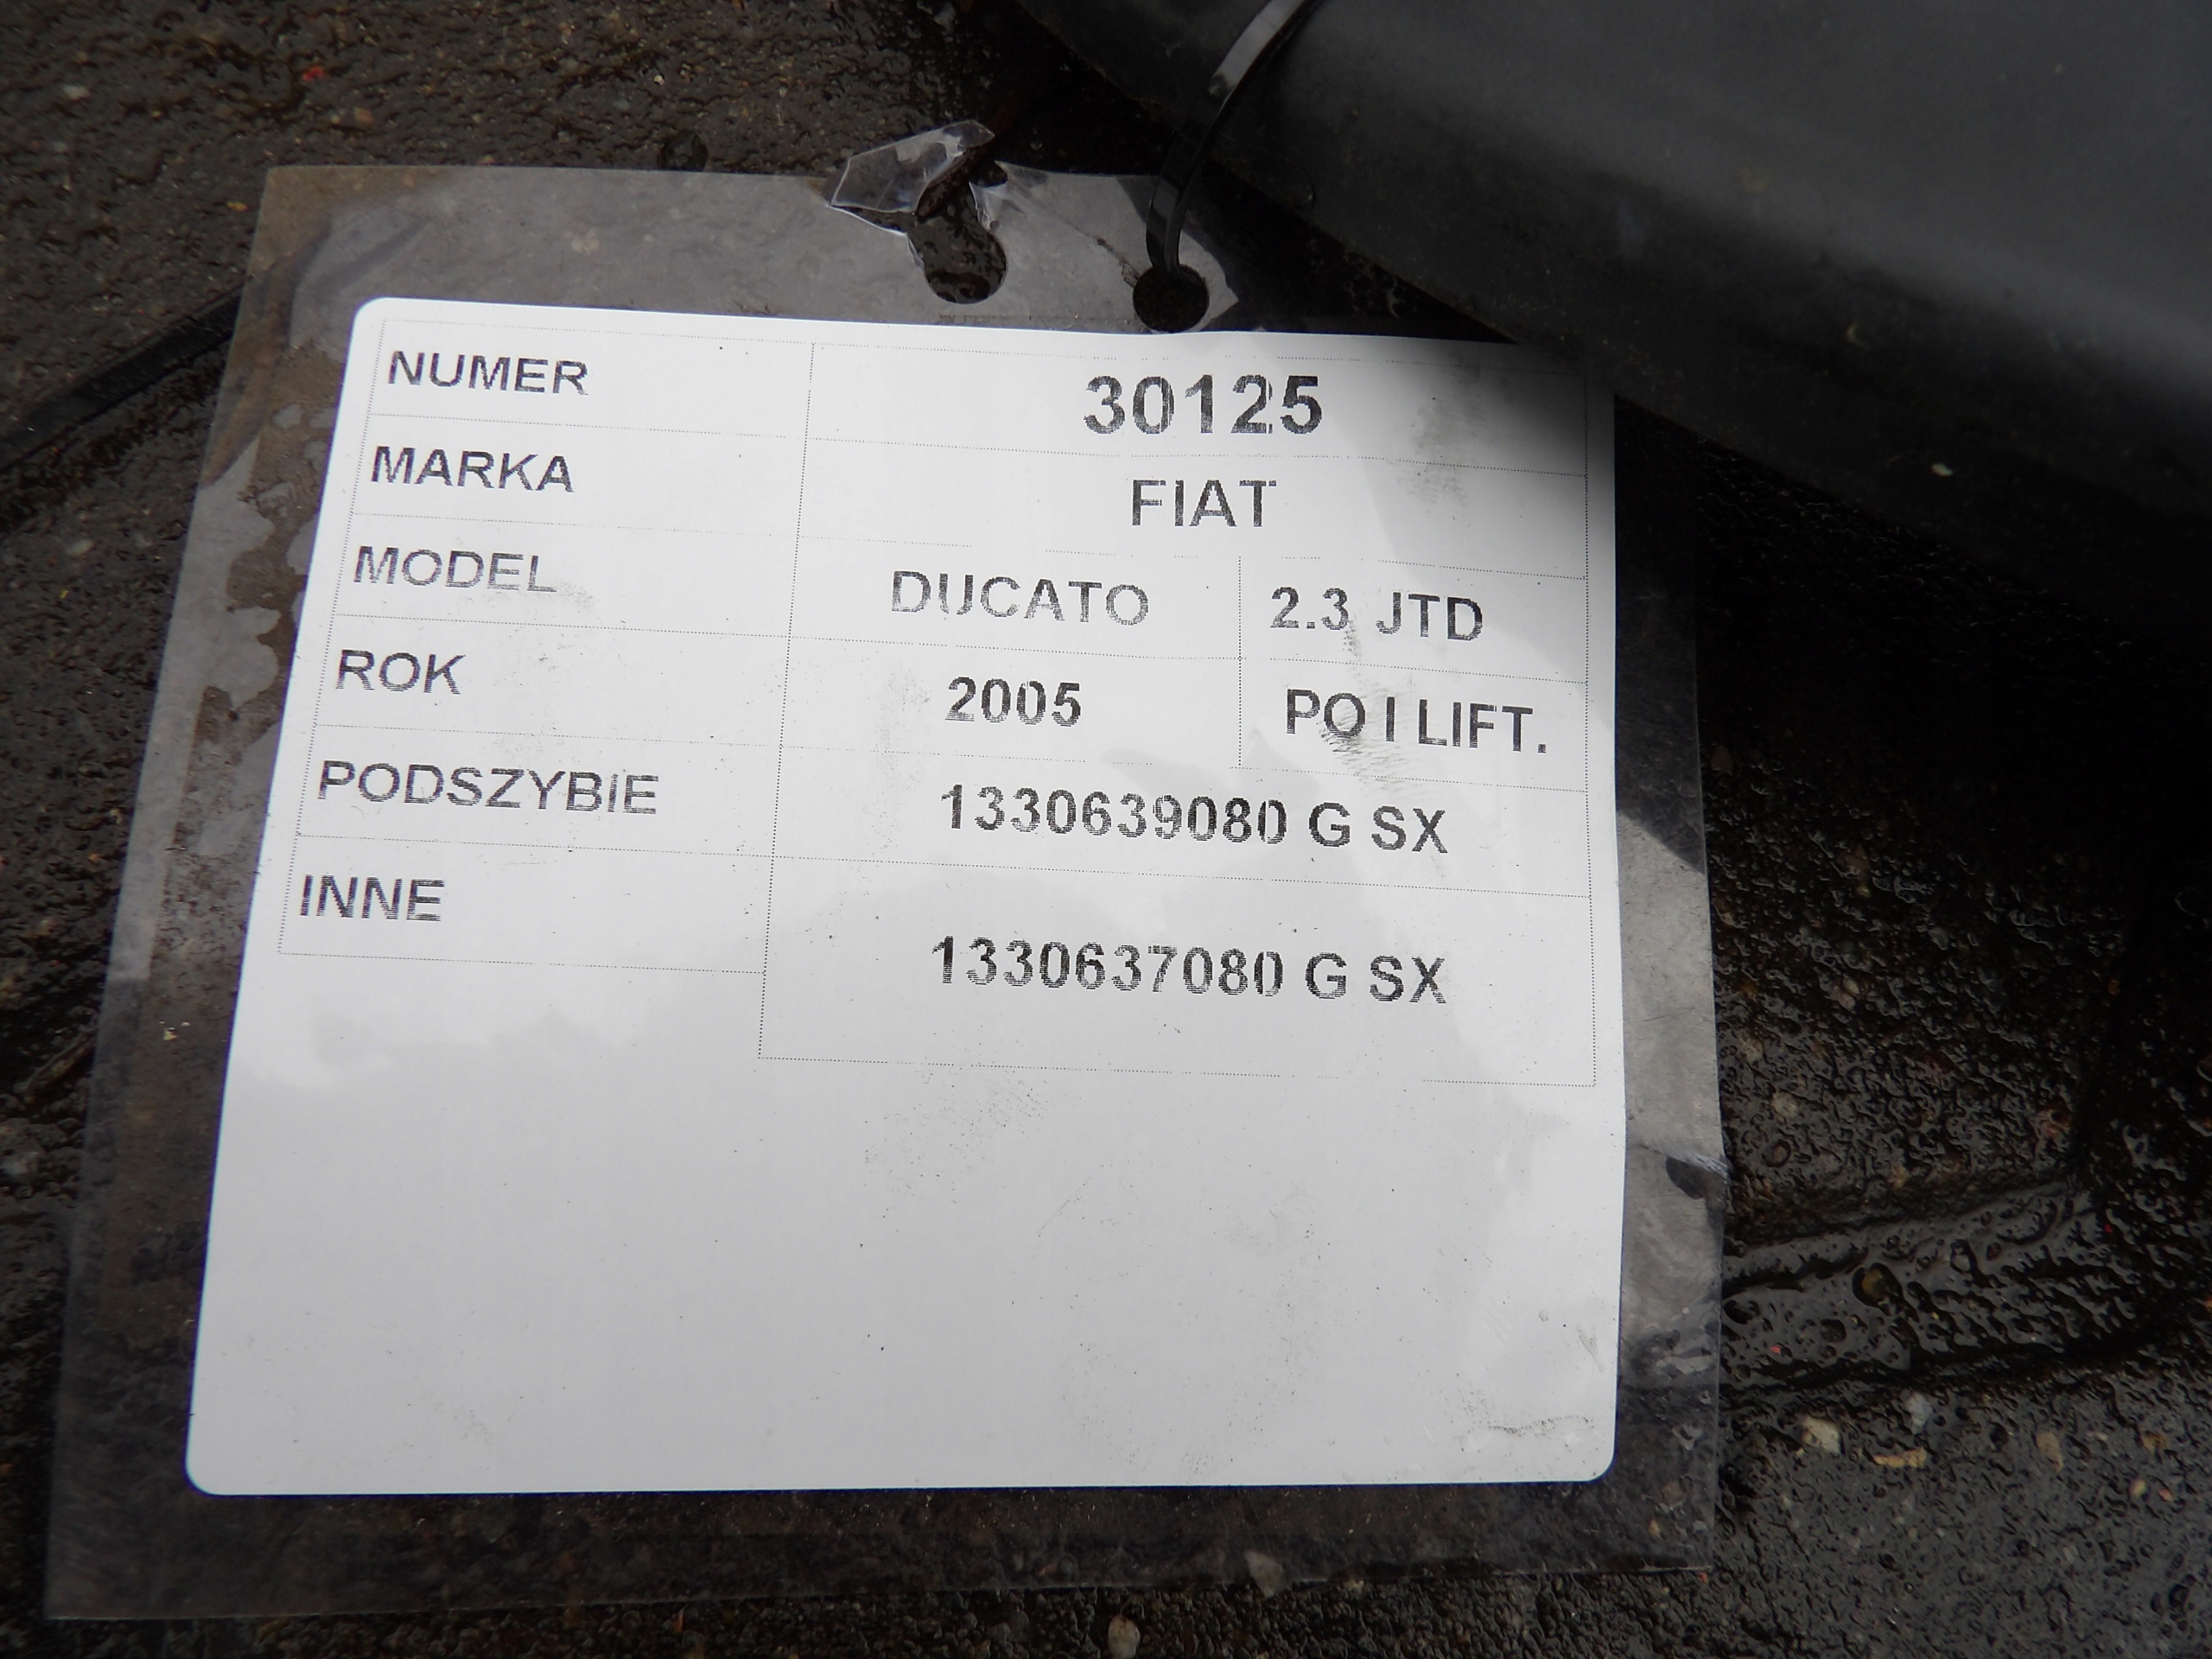 NUMER 30125
MARKA FIAT
MODEL DUCATO 2.3 JTD
ROK 2005 PO I LIFT.
PODSZYBIE 1330639080 G SX
INNE 1330637080 G SX